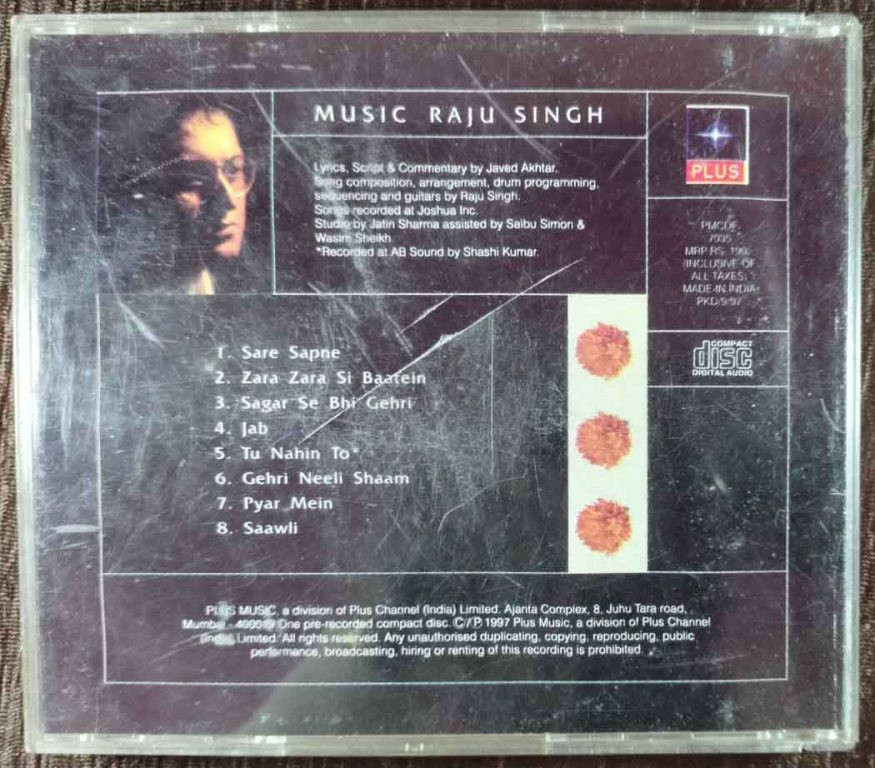 MUSIC RAJU SINGH
Lyrics, Script & Commentary by Javed Akhtar.
Song composition, arrangement, drum programming,
sequencing and guitars by Raju Singh.
Songs recorded at Joshua Inc.
Studio by Jatin Sharma assisted by Saibu Simon &
Wasim Sheikh
*Recorded at AB Sound by Shashi Kumar.
PLUS
PMCDF
MRP RS.
(INCLUSIVE OF
ALL TAXES)
MADE IN INDIA
PKD/9/97
COMPACT
disc
DIGITAL AUDIO
1. Sare Sapne
2. Zara Zara Si Baatein
3. Sagar Se Bhi Gehri
4. Jab
5. Tu Nahin To*
6. Gehri Neeli Shaam
7. Pyar Mein
8. Saawli
PLUS MUSIC, a division of Plus Channel (India) Limited. Ajanta Complex, 8, Juhu Tara road,
Mumbai - 400049 One pre-recorded compact disc. C/P 1997 Plus Music, a division of Plus Channel
(India) Limited. All rights reserved. Any unauthorised duplicating, copying, reproducing, public
performance, broadcasting, hiring or renting of this recording is prohibited.